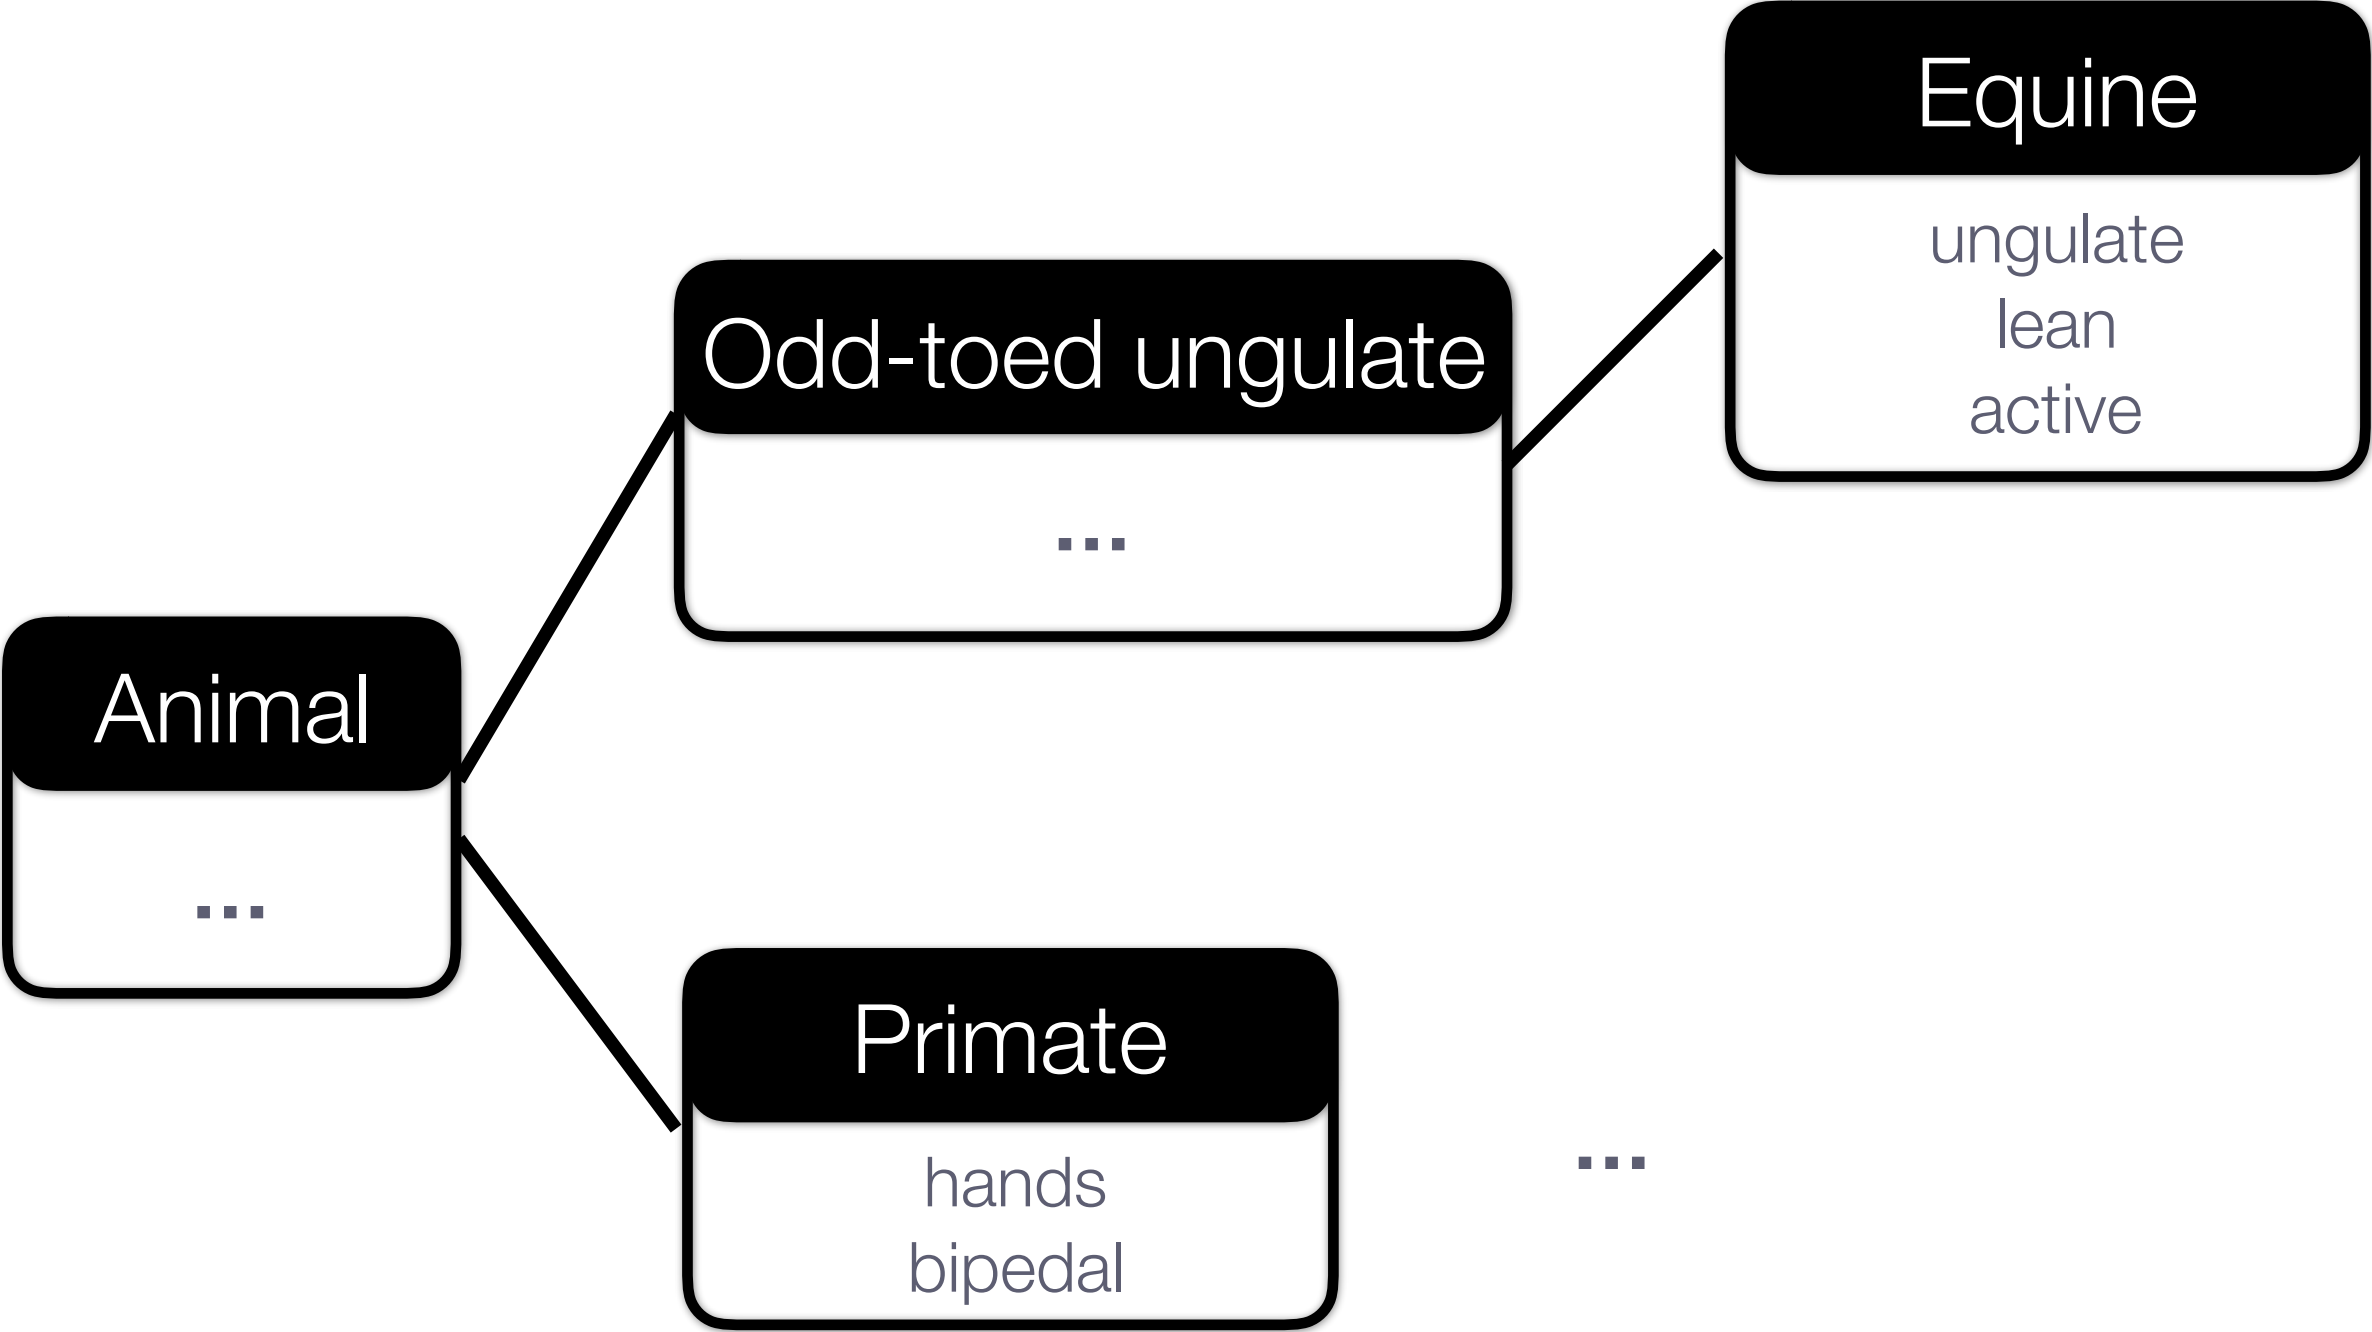 Equine
ungulate
lean
active
Odd-toed ungulate
...
Animal
...
Primate
hands
bipedal
...